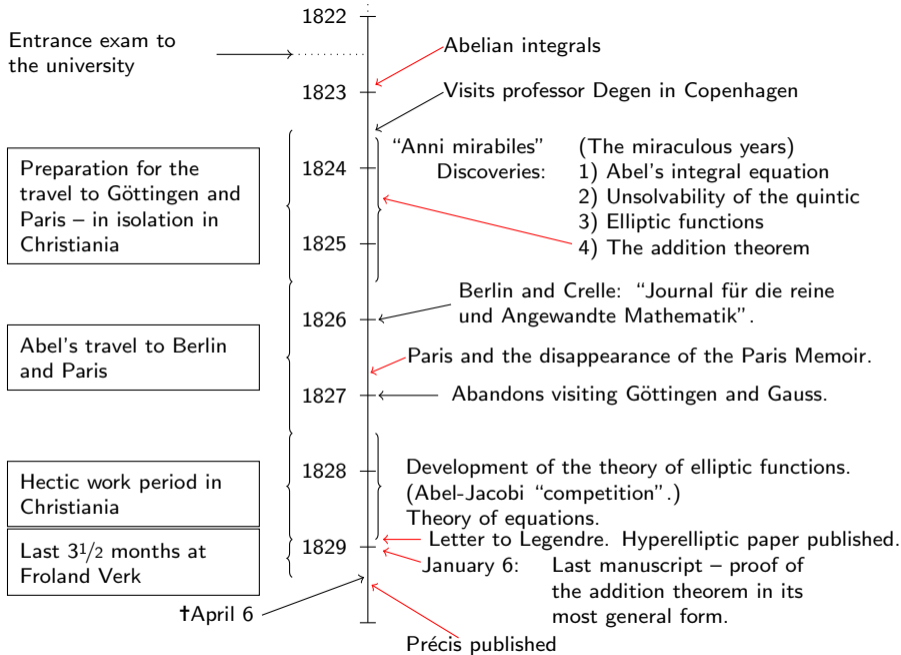 1822
Entrance exam to
the university
Abelian integrals
1823
Visits professor Degen in Copenhagen
Preparation for the
travel to Göttingen and
Paris – in isolation in
Christiania
1824
“Anni mirabiles” (The miraculous years)
Discoveries: 1) Abel’s integral equation
2) Unsolvability of the quintic
3) Elliptic functions
4) The addition theorem
1825
Berlin and Crelle: “Journal für die reine
und Angewandte Mathematik”.
1826
Abel’s travel to Berlin
and Paris
Paris and the disappearance of the Paris Memoir.
1827
Abandons visiting Göttingen and Gauss.
Hectic work period in
Christiania
1828
Development of the theory of elliptic functions.
(Abel-Jacobi “competition”.)
Theory of equations.
Letter to Legendre. Hyperelliptic paper published.
Last 31/2 months at
Froland Verk
1829
January 6: Last manuscript – proof of
the addition theorem in its
most general form.
✝April 6
Précis published